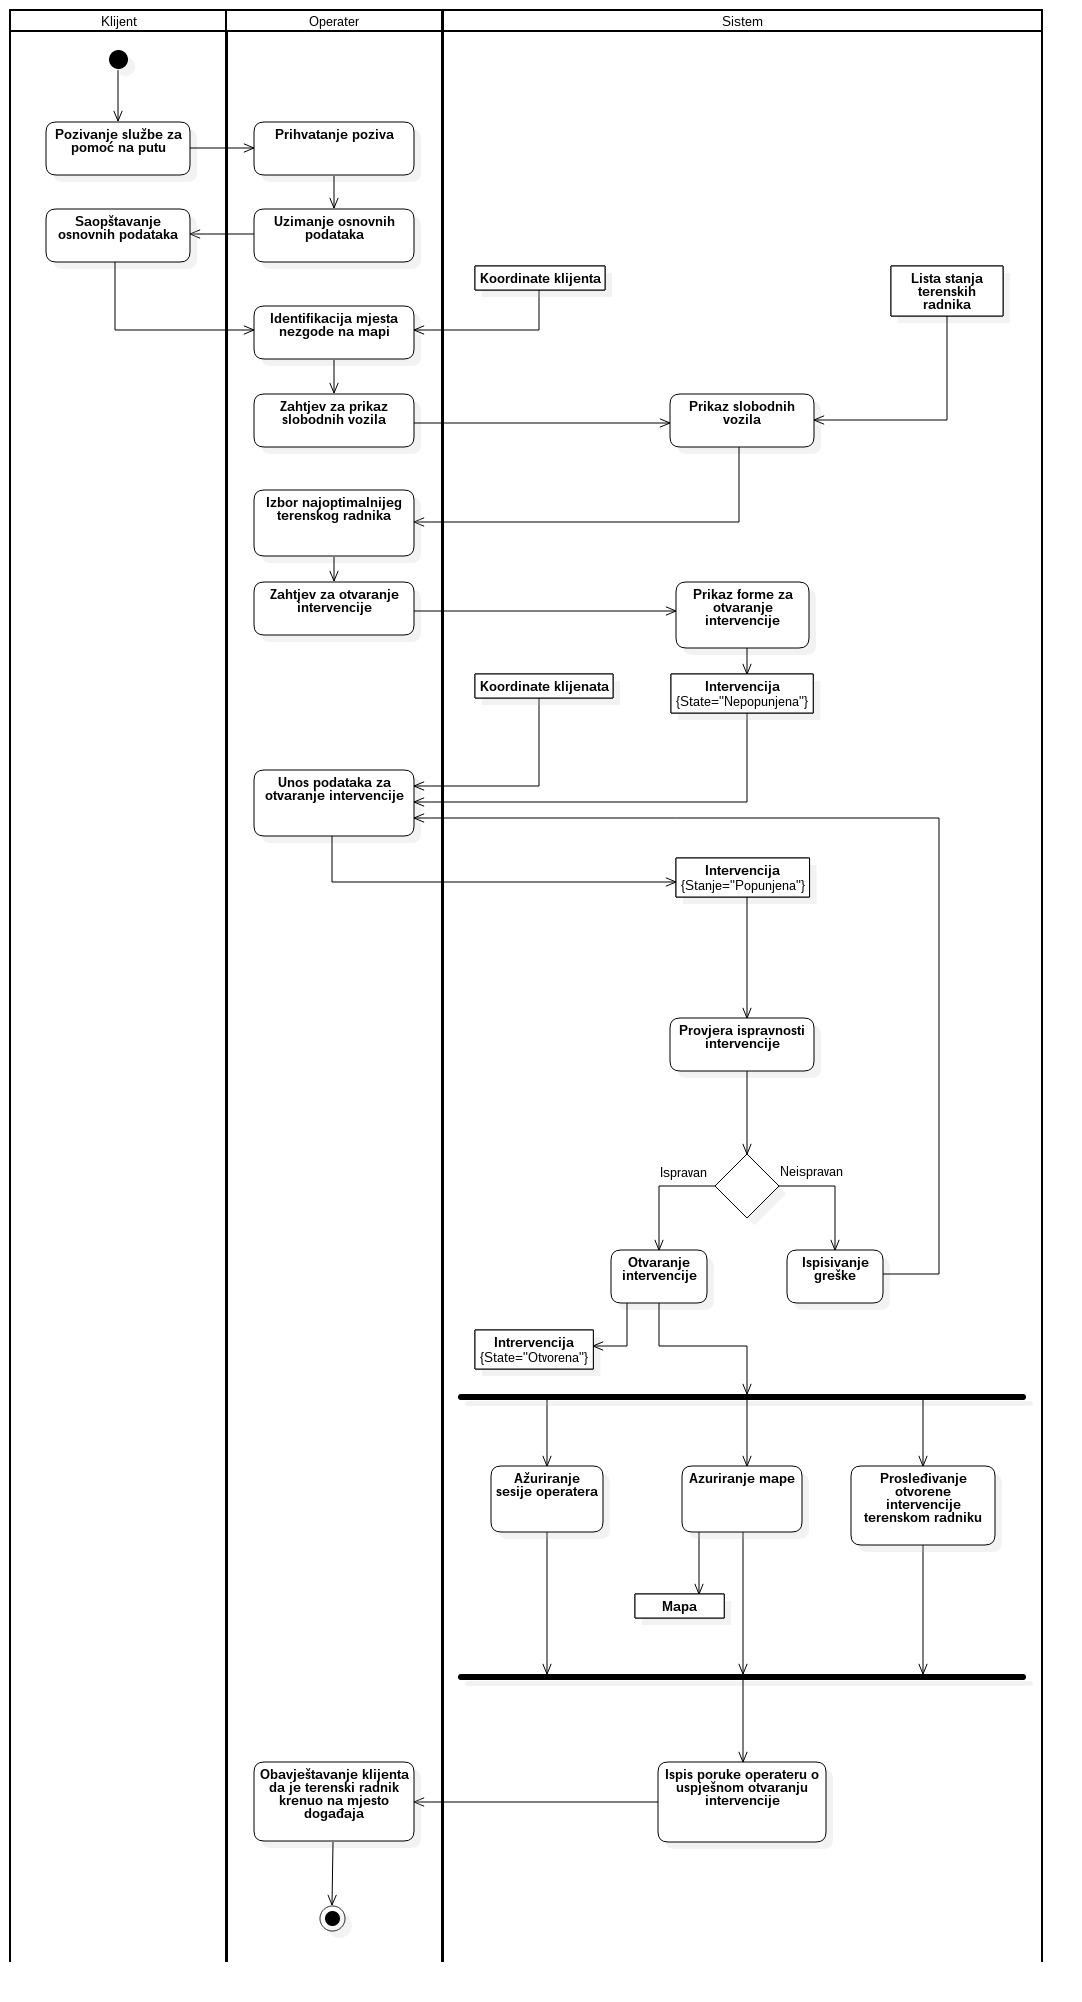 Klijent
Operater
Sistem
Pozivanje službe za
pomoć na putu
Prihvatanje poziva
Saopštavanje
osnovnih podataka
Uzimanje osnovnih
podataka
Koordinate klijenta
Lista stanja
terenskih
radnika
Identifikacija mjesta
nezgode na mapi
Zahtjev za prikaz
slobodnih vozila
Prikaz slobodnih
vozila
Izbor najoptimalnijeg
terenskog radnika
Zahtjev za otvaranje
intervencije
Prikaz forme za
otvaranje
intervencije
Koordinate klijenata
Intervencija
{State="Nepopunjena"}
Unos podataka za
otvaranje intervencije
Intervencija
{Stanje="Popunjena"}
Provjera ispravnosti
intervencije
Ispravan
Neispravan
Otvaranje
intervencije
Ispisivanje
greške
Intrervencija
{State="Otvorena"}
Ažuriranje
sesije operatera
Azuriranje mape
Prosleđivanje
otvorene
intervencije
terenskom radniku
Mapa
Obavještavanje klijenta
da je terenski radnik
krenuo na mjesto
događaja
Ispis poruke operateru o
uspješnom otvaranju
intervencije